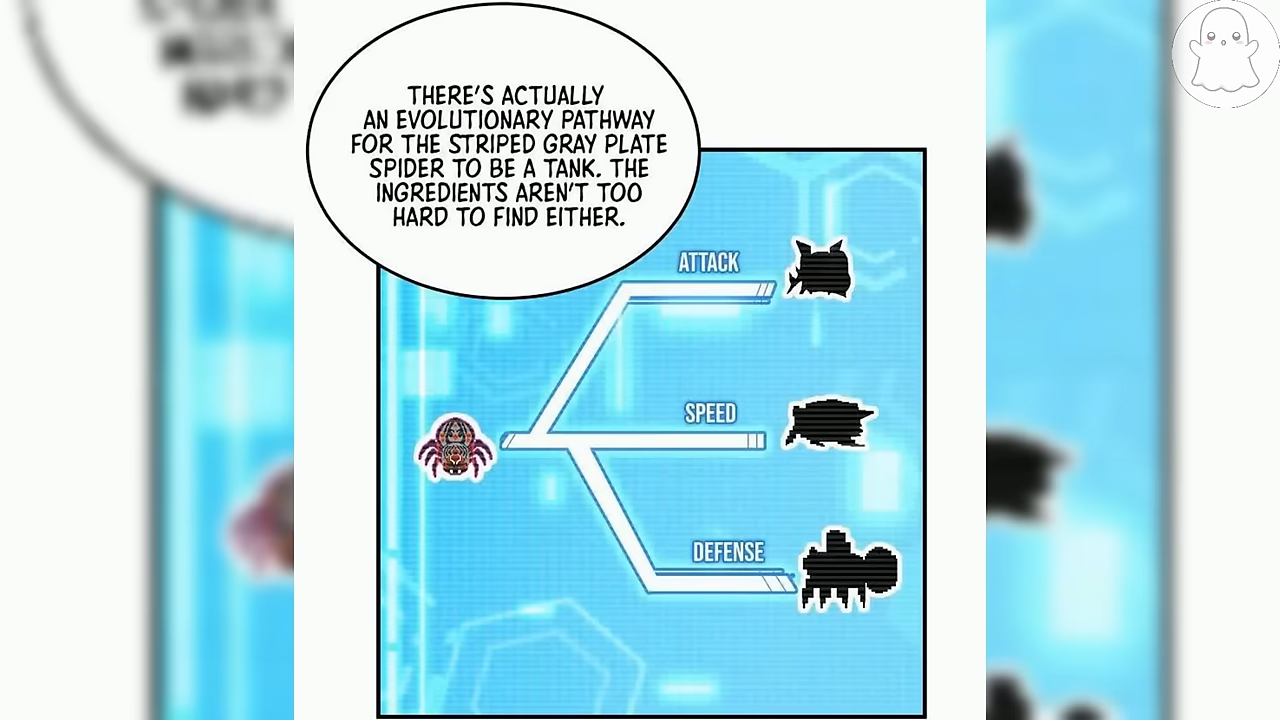 THERE'S ACTUALLY
AN EVOLUTIONARY PATHWAY
FOR THE STRIPED GRAY PLATE
SPIDER TO BE A TANK. THE
INGREDIENTS AREN'T TOO
HARD TO FIND EITHER.
ATTACK
SPEED
DEFENSE